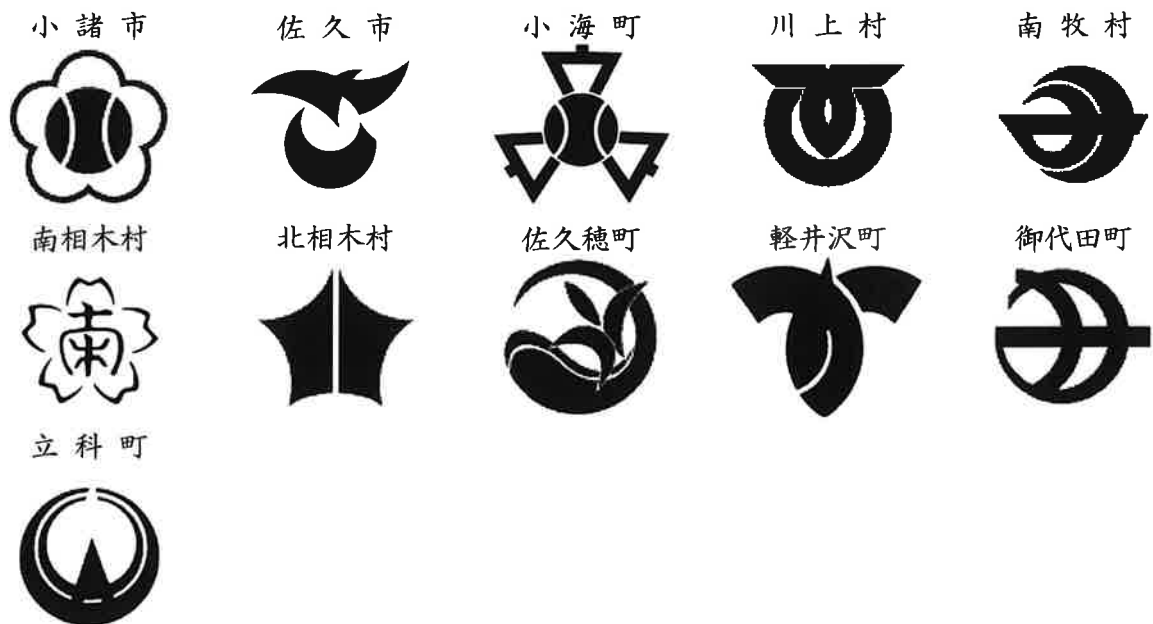 小諸市 佐久市 小海町 川上村 南牧村
南相木村 北相木村 佐久穂町 軽井沢町 御代田町
南
立科町